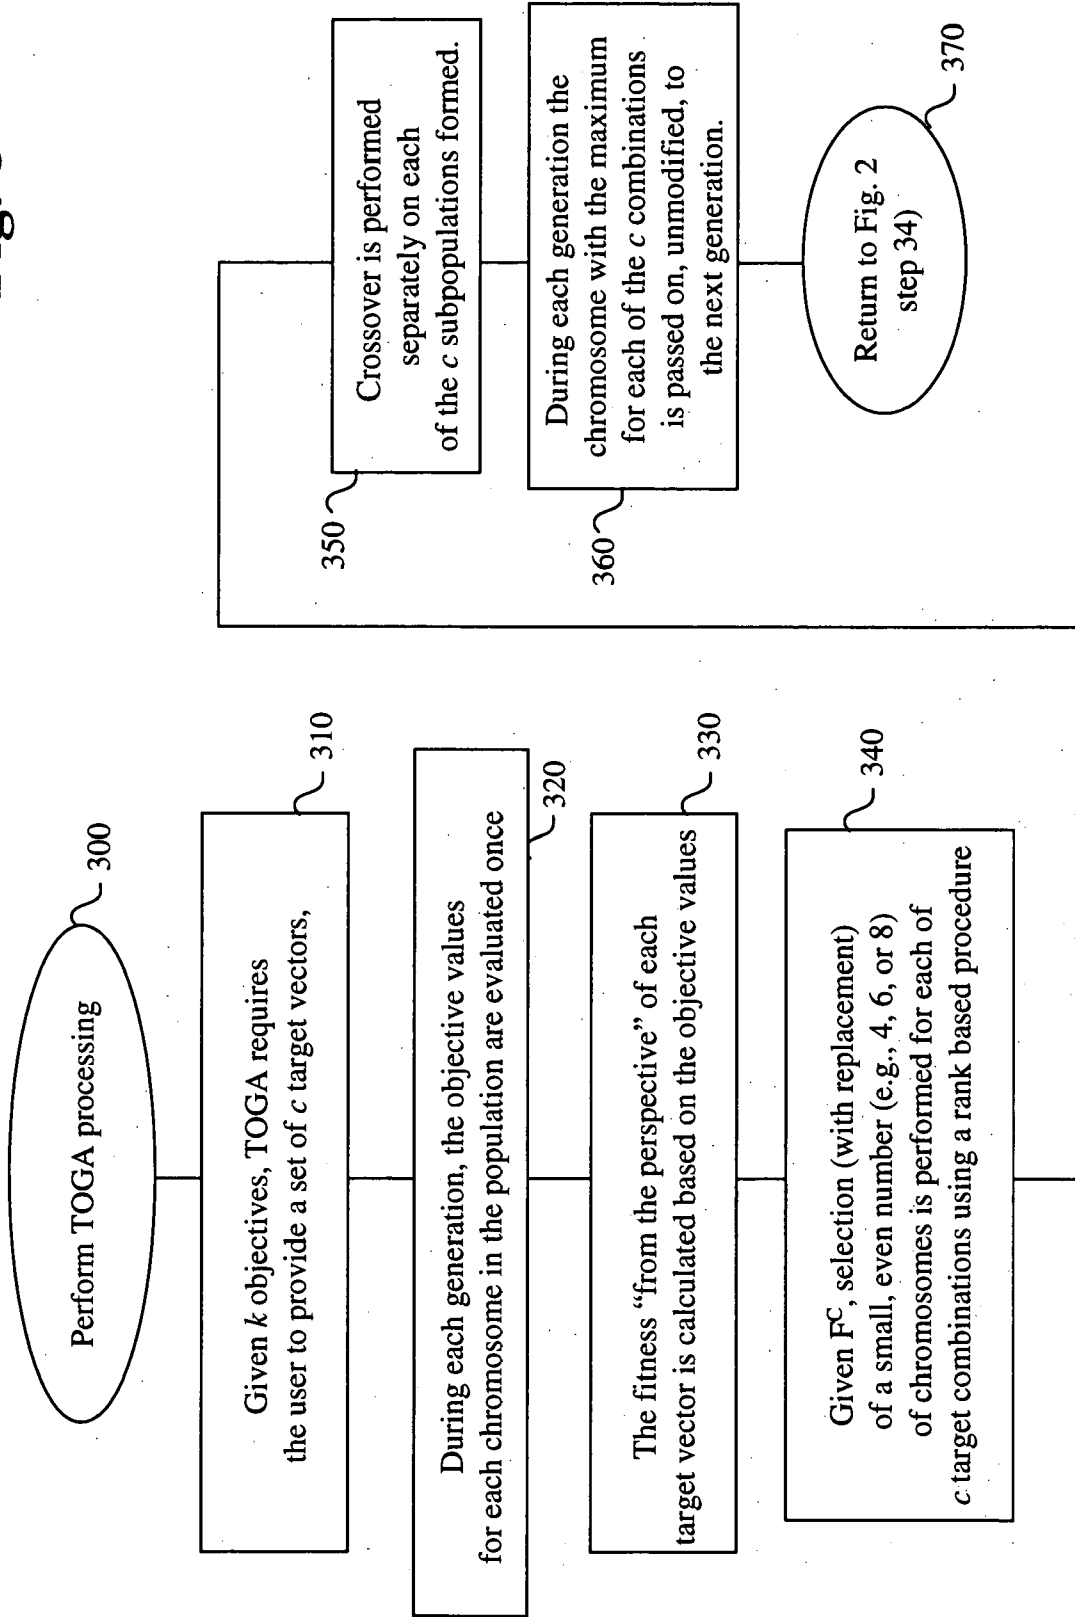 Perform TOGA processing
300
Given k objectives, TOGA requires
the user to provide a set of c target vectors,
310
During each generation, the objective values
for each chromosome in the population are evaluated once
320
The fitness “from the perspective” of each
target vector is calculated based on the objective values
330
Given F^C, selection (with replacement)
of a small, even number (e.g., 4, 6, or 8)
of chromosomes is performed for each of
c target combinations using a rank based procedure
340
Crossover is performed
separately on each
of the c subpopulations formed.
350
During each generation the
chromosome with the maximum
for each of the c combinations
is passed on, unmodified, to
the next generation.
360
Return to Fig. 2
step 34)
370